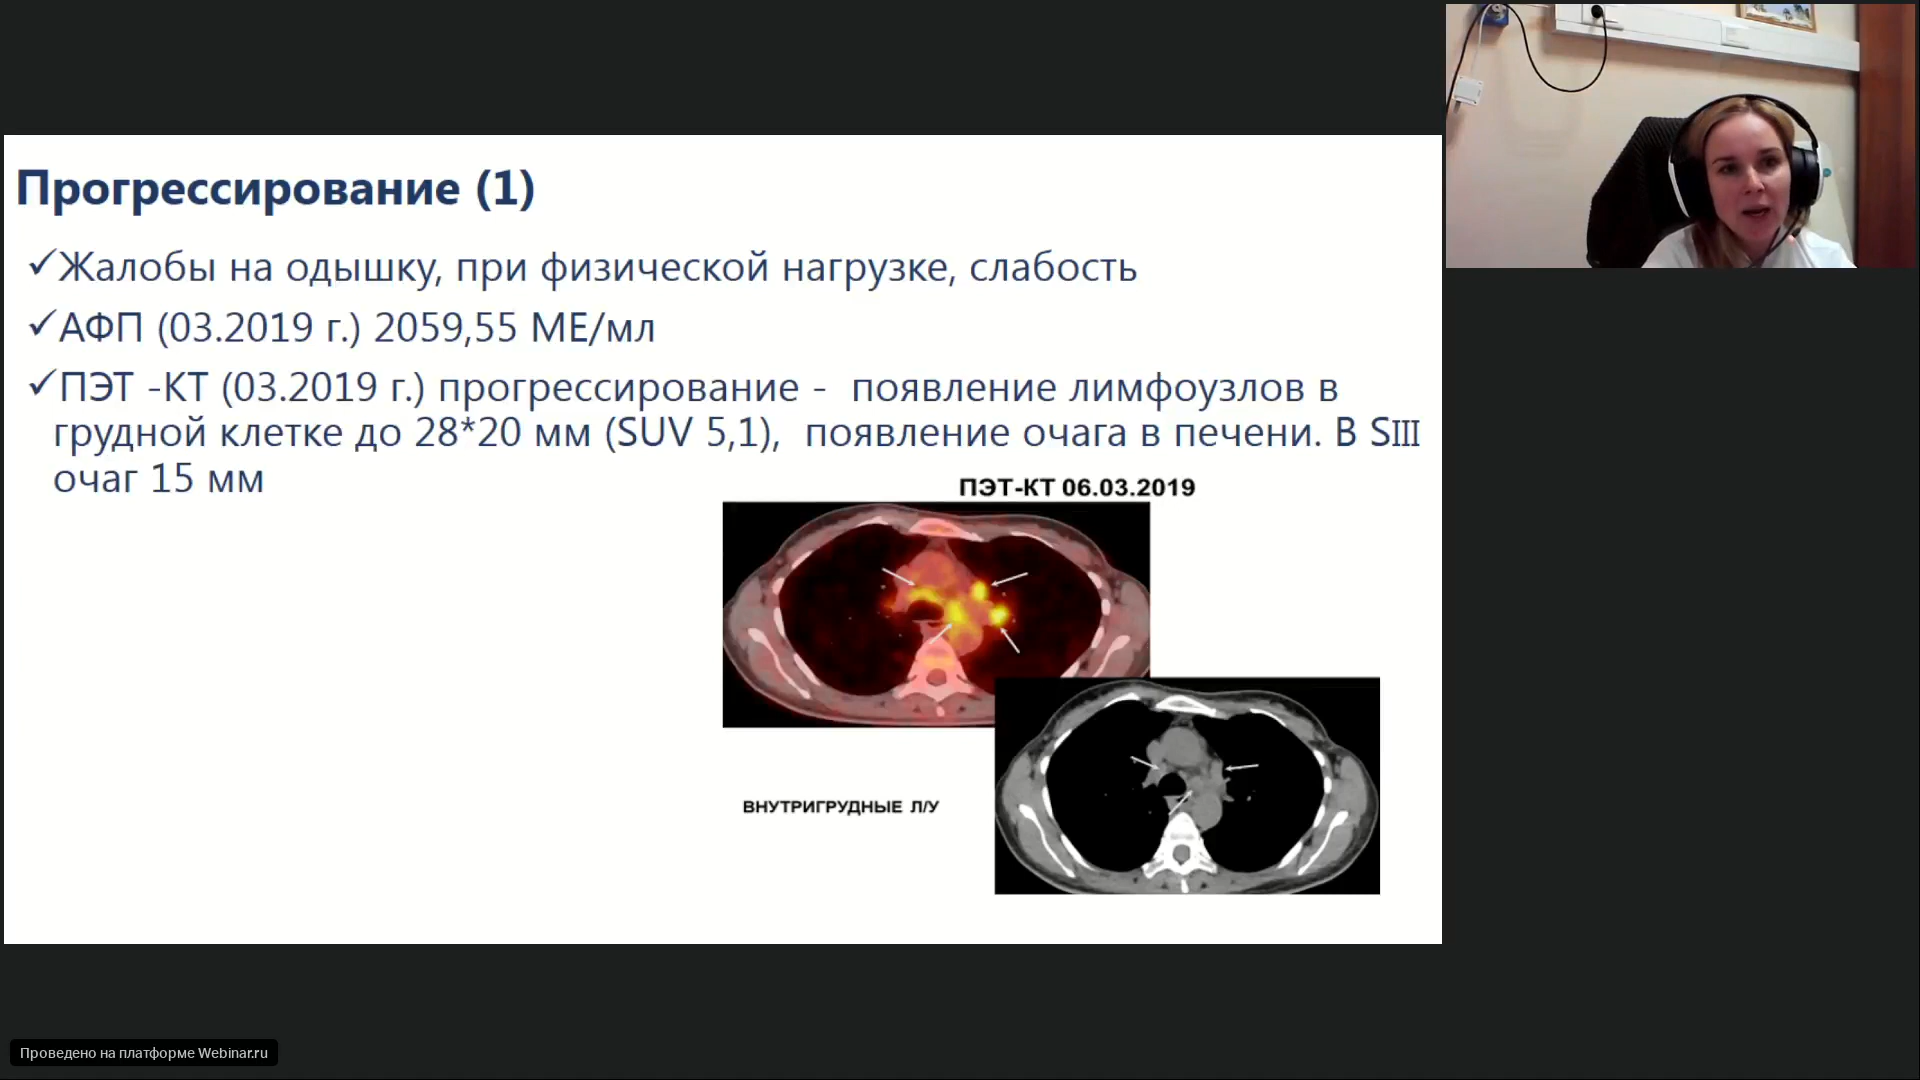 Прогрессирование (1)
✓Жалобы на одышку, при физической нагрузке, слабость
✓АФП (03.2019 г.) 2059,55 МЕ/мл
✓ПЭТ -КТ (03.2019 г.) прогрессирование - появление лимфоузлов в
грудной клетке до 28*20 мм (SUV 5,1), появление очага в печени. В SIII
очаг 15 мм
ПЭТ-КТ 06.03.2019
ВНУТРИГРУДНЫЕ Л/У
Проведено на платформе Webinar.ru